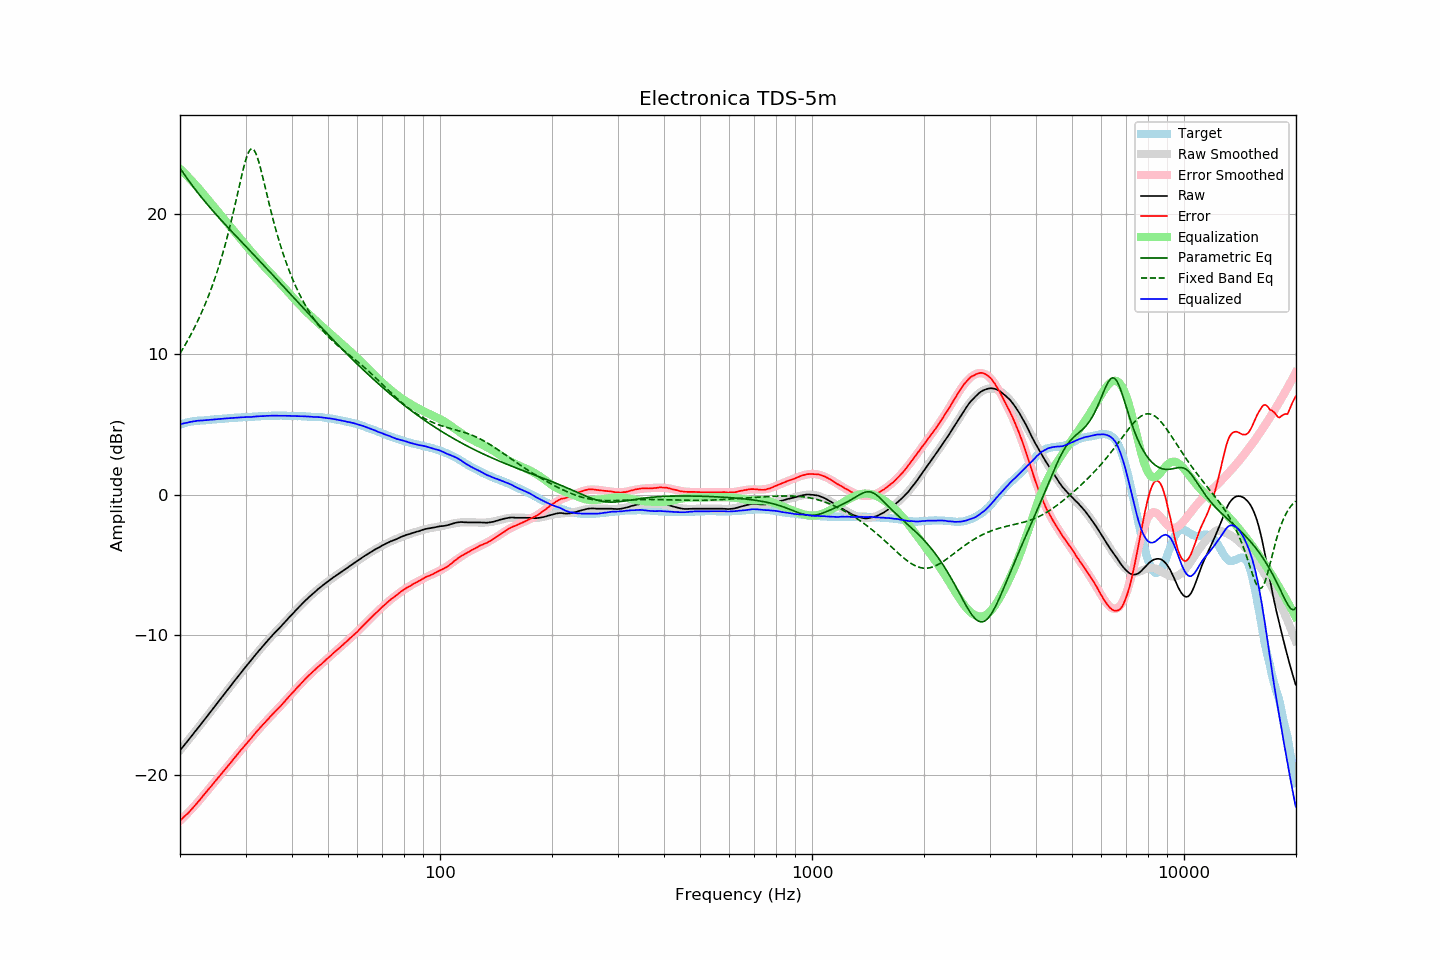 Electronica TDS-5m
Target
Raw Smoothed
Error Smoothed
Raw
Error
Equalization
Parametric Eq
Fixed Band Eq
Equalized
20
10
0
−10
−20
Amplitude (dBr)
100
1000
10000
Frequency (Hz)